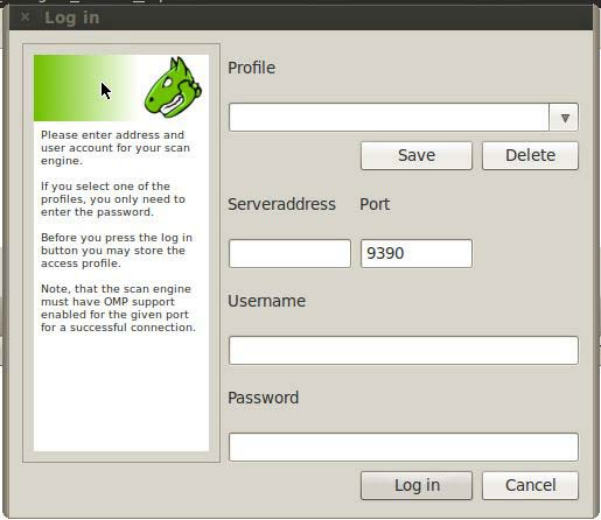 Log in
Profile
Please enter address and
user account for your scan
engine.
If you select one of the
profiles, you only need to
enter the password.
Before you press the log in
button you may store the
access profile.
Note, that the scan engine
must have OMP support
enabled for the given port
for a successful connection.
Save Delete
Serveraddress Port
9390
Username
Password
Log in Cancel